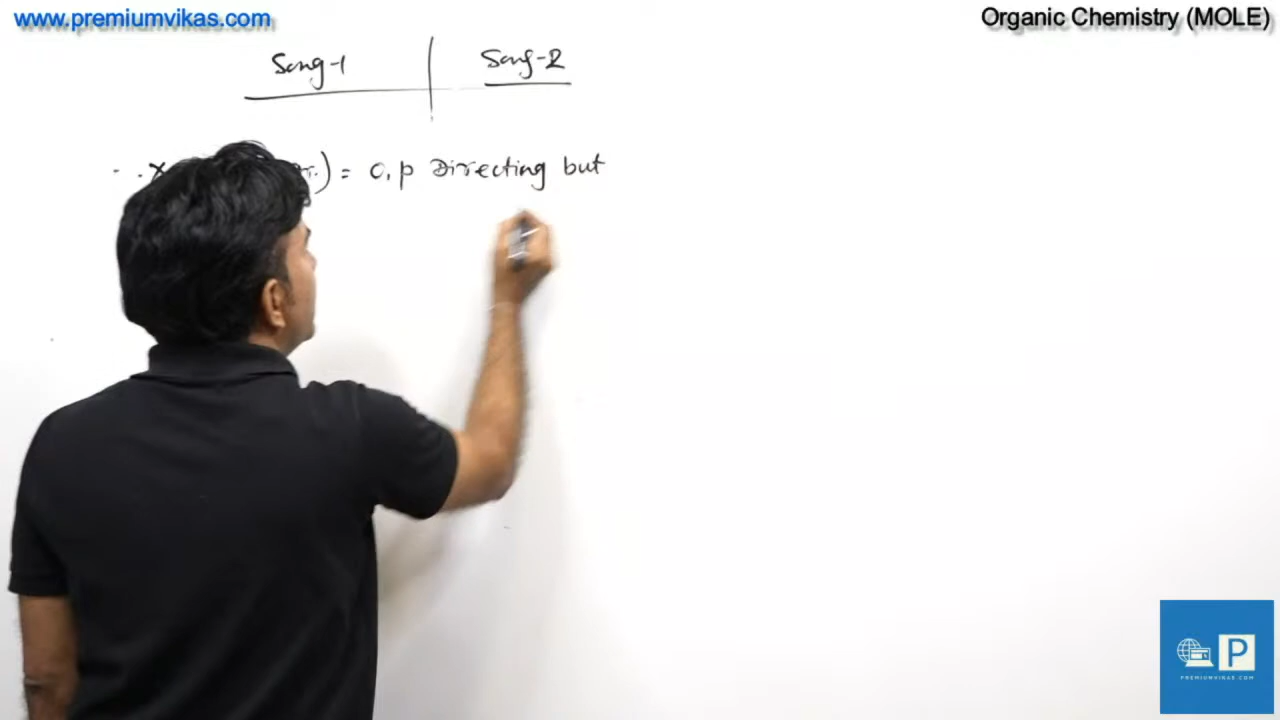 www.premiumvikas.com
Organic Chemistry (MOLE)
Song-1
Song-2
) = o,p Directing but
P
PREMIUMVIKAS.COM